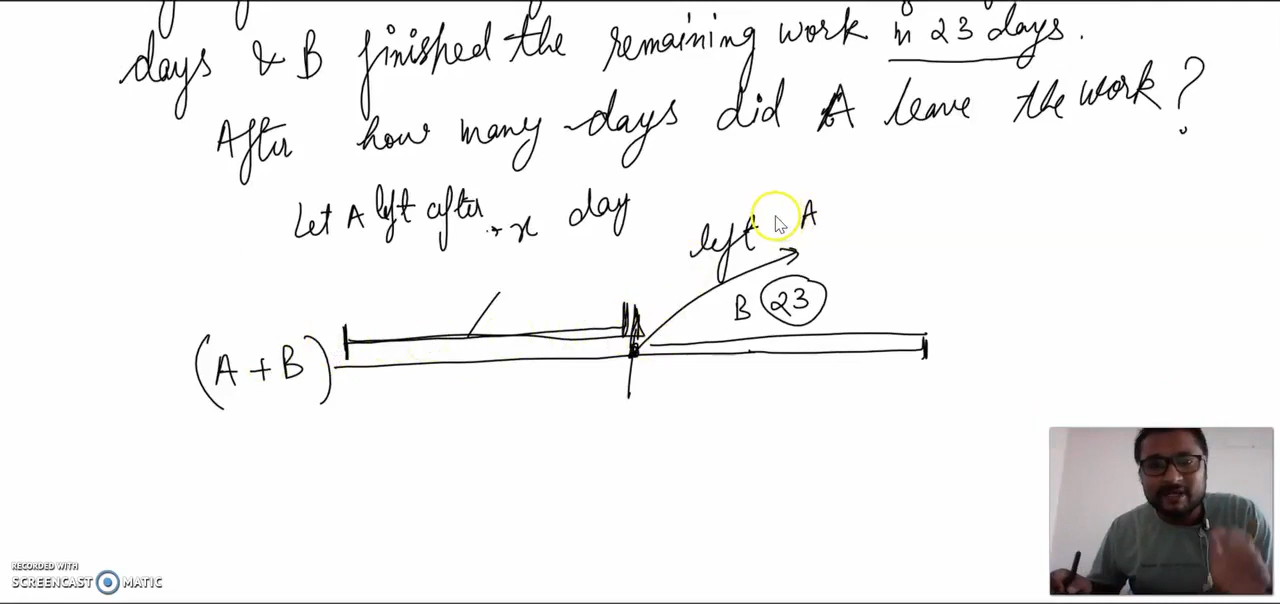 days & B finished the remaining work in 23 days.
After how many days did A leave the work?
Let A left after x day
left A
B 23
(A + B)
RECORDED WITH
SCREENCAST MATIC